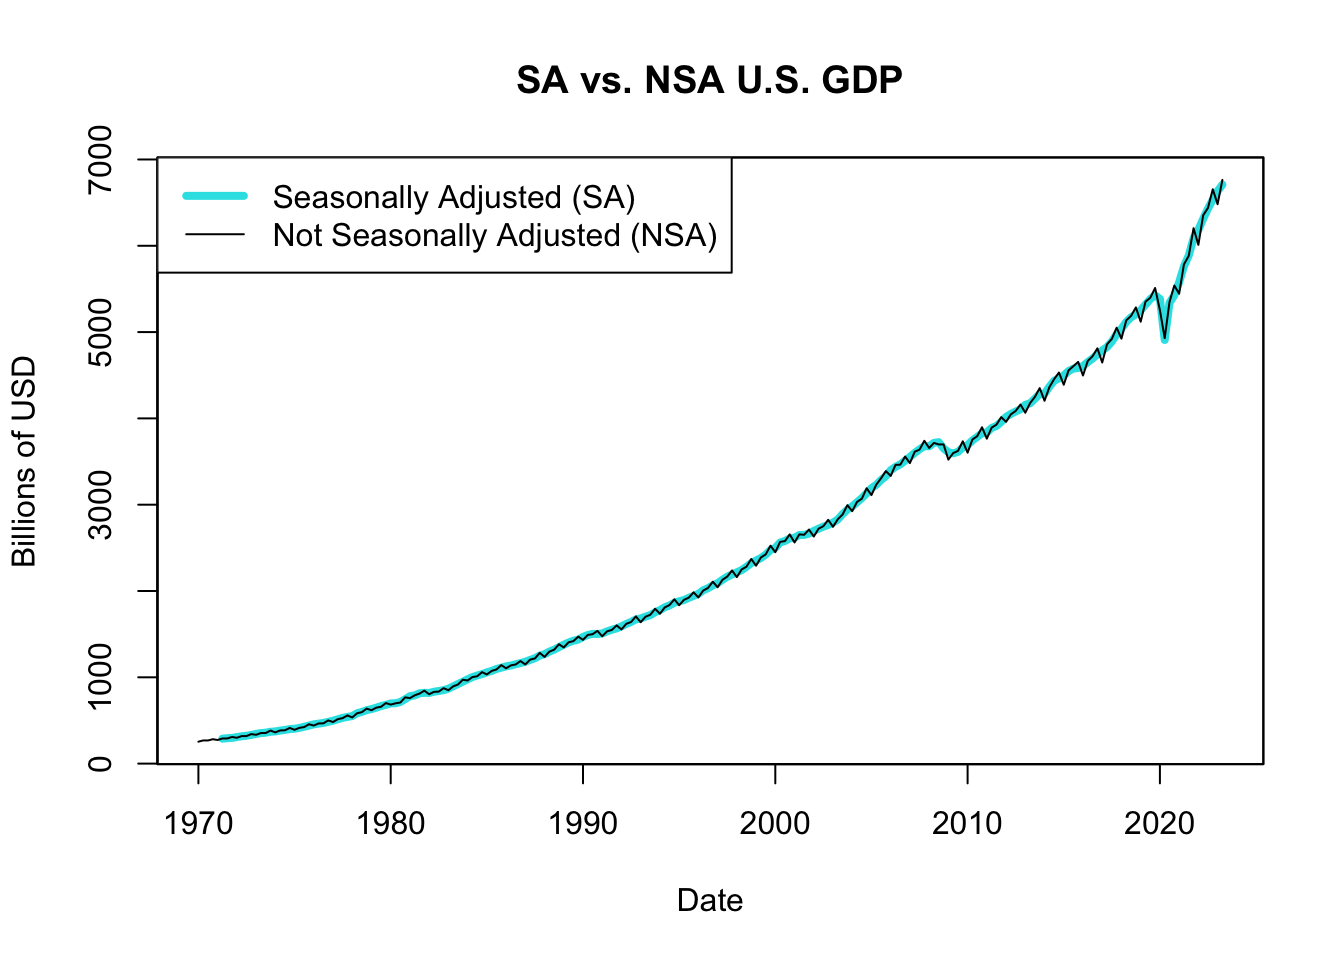 SA vs. NSA U.S. GDP
Seasonally Adjusted (SA)
Not Seasonally Adjusted (NSA)
Billions of USD
7000
5000
3000
1000
0
1970 1980 1990 2000 2010 2020
Date